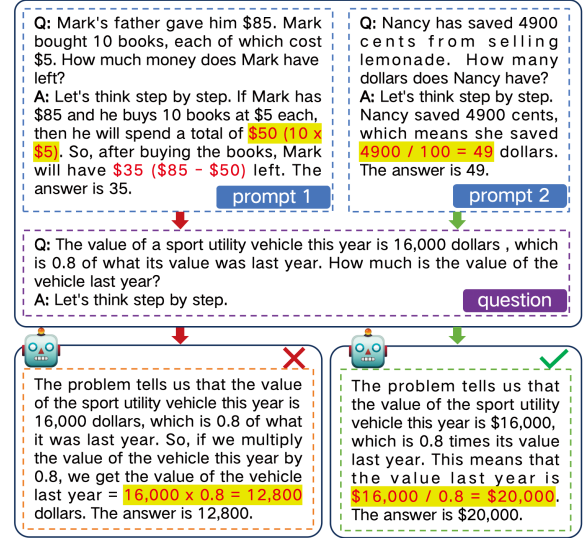 Q: Mark's father gave him $85. Mark
bought 10 books, each of which cost
$5. How much money does Mark have
left?
A: Let's think step by step. If Mark has
$85 and he buys 10 books at $5 each,
then he will spend a total of $50 (10 x
$5). So, after buying the books, Mark
will have $35 ($85 - $50) left. The
answer is 35.
prompt 1
Q: Nancy has saved 4900
cents from selling
lemonade. How many
dollars does Nancy have?
A: Let's think step by step.
Nancy saved 4900 cents,
which means she saved
4900 / 100 = 49 dollars.
The answer is 49.
prompt 2
Q: The value of a sport utility vehicle this year is 16,000 dollars , which
is 0.8 of what its value was last year. How much is the value of the
vehicle last year?
A: Let's think step by step.
question
The problem tells us that the value
of the sport utility vehicle this year is
16,000 dollars, which is 0.8 of what
it was last year. So, if we multiply
the value of the vehicle this year by
0.8, we get the value of the vehicle
last year = 16,000 x 0.8 = 12,800
dollars. The answer is 12,800.
The problem tells us that
the value of the sport utility
vehicle this year is $16,000,
which is 0.8 times its value
last year. This means that
the value last year is
$16,000 / 0.8 = $20,000.
The answer is $20,000.